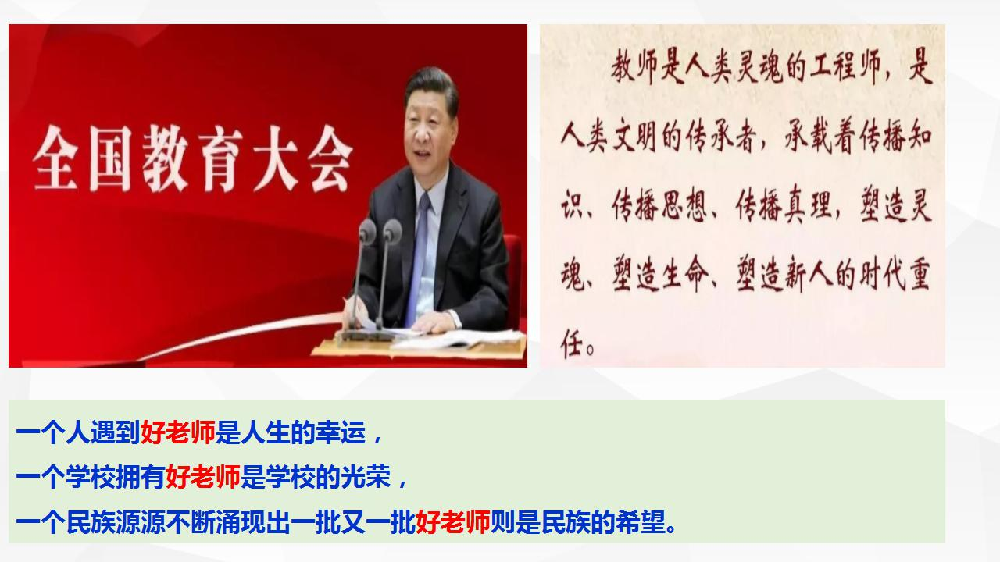 全国教育大会
教师是人类灵魂的工程师，是
人类文明的传承者，承载着传播知
识、传播思想、传播真理，塑造灵
魂、塑造生命、塑造新人的时代重
任。
一个人遇到好老师是人生的幸运，
一个学校拥有好老师是学校的光荣，
一个民族源源不断涌现出一批又一批好老师则是民族的希望。